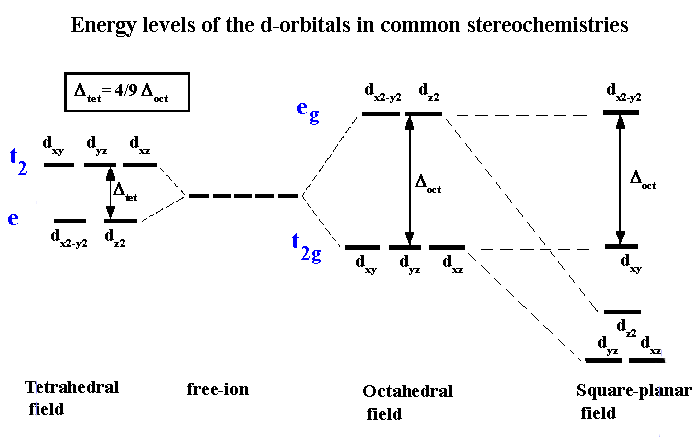 Energy levels of the d-orbitals in common stereochemistries
Δtet = 4/9 Δoct
dx2-y2 dz2
dx2-y2
eg
dxy dyz dxz
t2
Δtet
Δoct
Δoct
e
dx2-y2 dz2
t2g
dxy dyz dxz
dxy
dz2
dyz dxz
Tetrahedral
field
free-ion
Octahedral
field
Square-planar
field